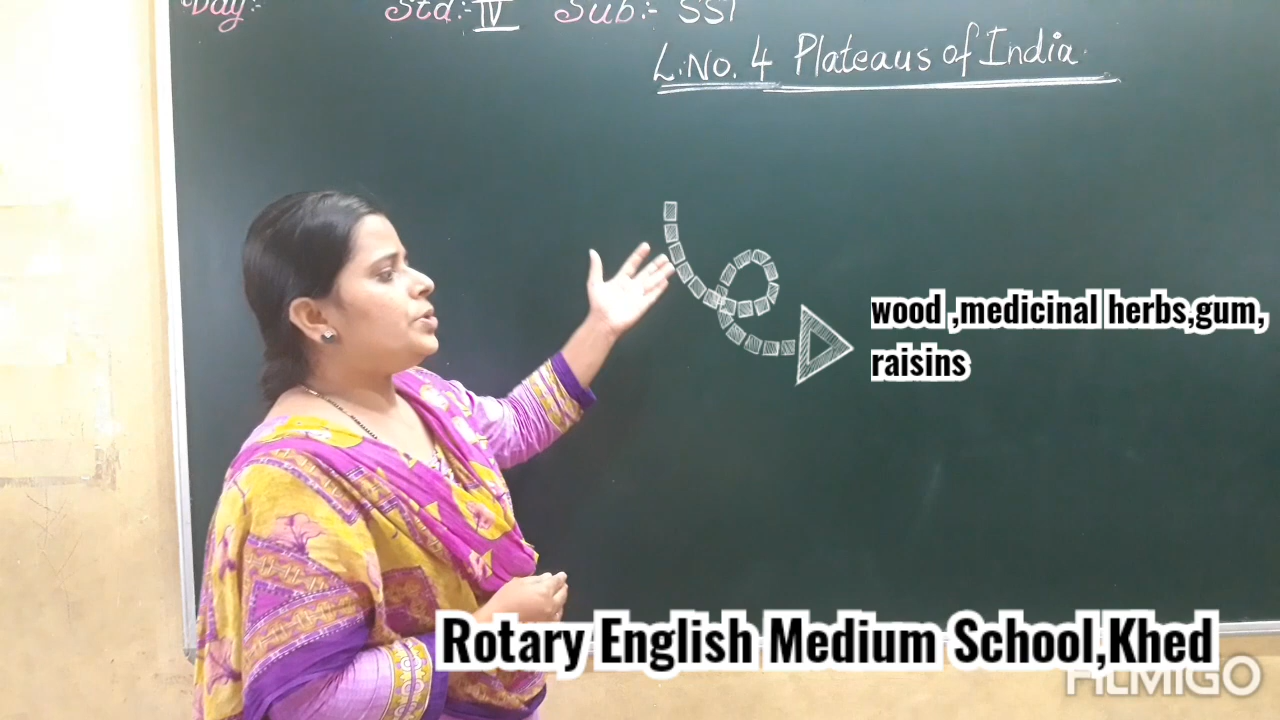 Day:-
Std:- IV Sub:- SST
L.No. 4 Plateaus of India.
wood ,medicinal herbs,gum,
raisins
Rotary English Medium School,Khed
FILMIGO